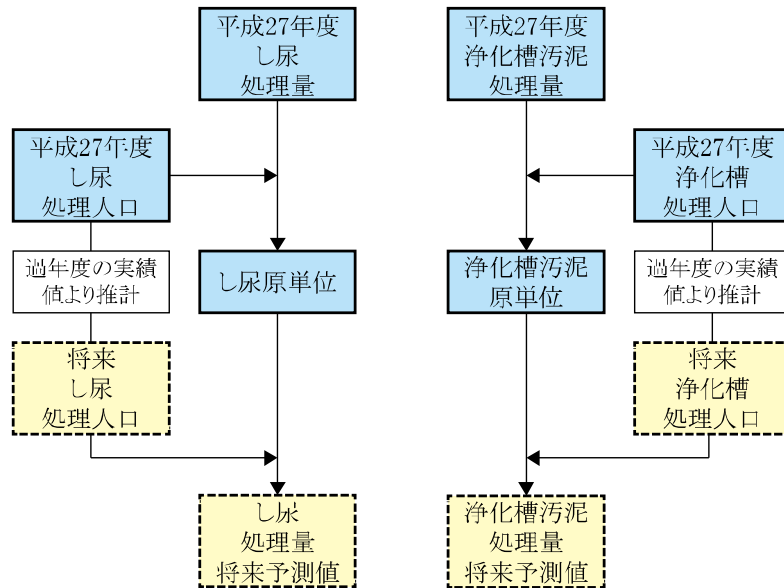 平成27年度
し尿
処理量
平成27年度
浄化槽汚泥
処理量
平成27年度
し尿
処理人口
平成27年度
浄化槽
処理人口
過年度の実績
値より推計
し尿原単位
浄化槽汚泥
原単位
過年度の実績
値より推計
将来
し尿
処理人口
将来
浄化槽
処理人口
し尿
処理量
将来予測値
浄化槽汚泥
処理量
将来予測値